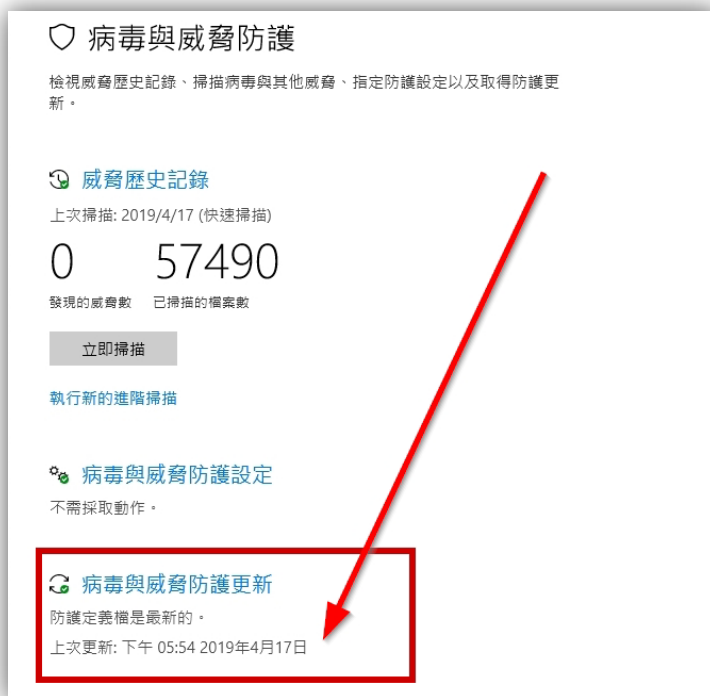 病毒與威脅防護
檢視威脅歷史記錄、掃描病毒與其他威脅、指定防護設定以及取得防護更
新。
威脅歷史記錄
上次掃描: 2019/4/17 (快速掃描)
0 57490
發現的威脅數 已掃描的檔案數
立即掃描
執行新的進階掃描
病毒與威脅防護設定
不需採取動作。
病毒與威脅防護更新
防護定義檔是最新的。
上次更新: 下午 05:54 2019年4月17日